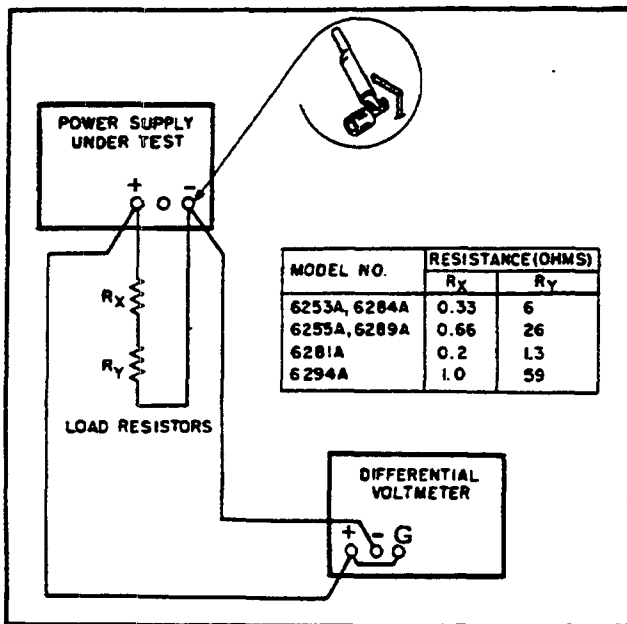 POWER SUPPLY
UNDER TEST
+ -
RX
RY
LOAD RESISTORS
MODEL NO. RESISTANCE(OHMS)
RX RY
6253A, 6284A 0.33 6
6255A, 6289A 0.66 26
6281A 0.2 1.3
6294A 1.0 59
DIFFERENTIAL
VOLTMETER
+ - G